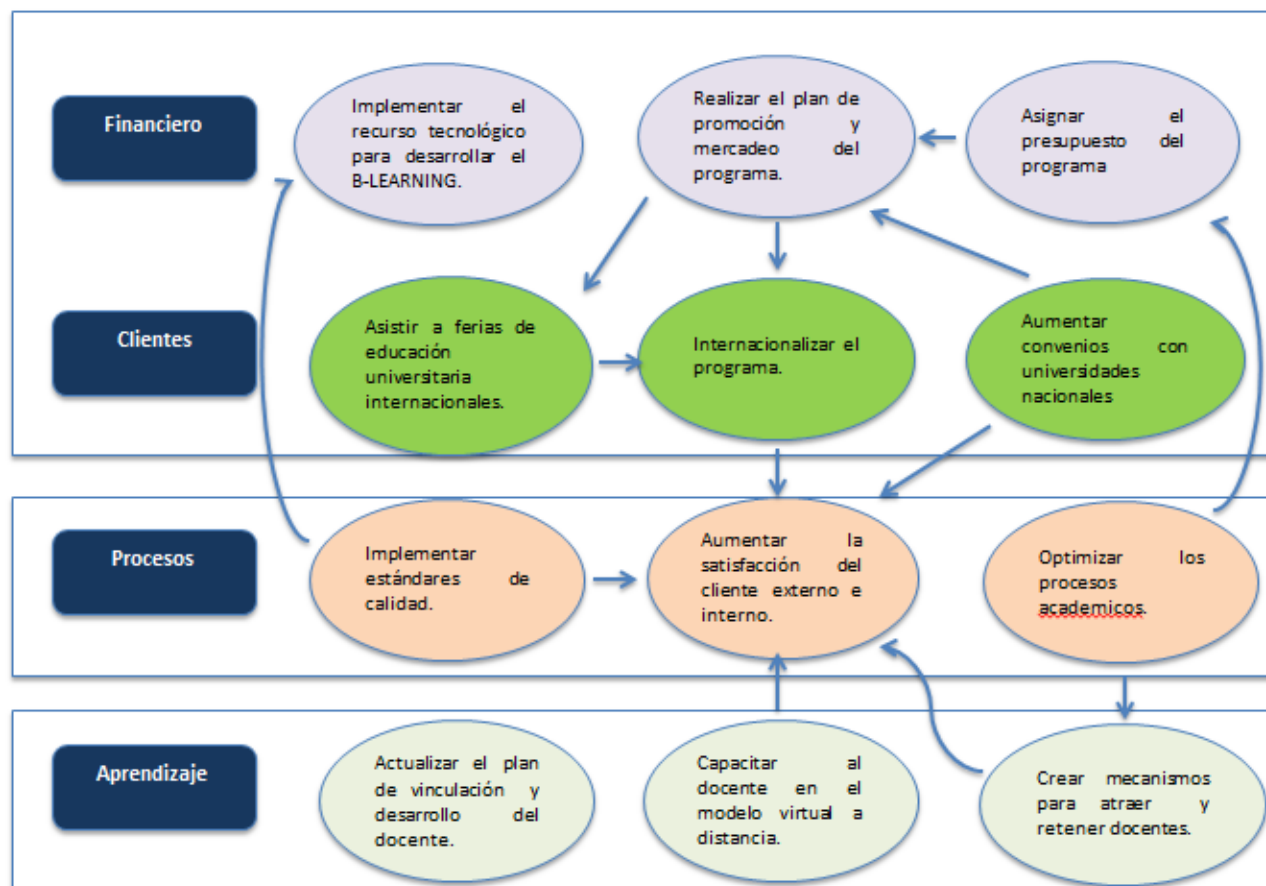 Financiero
Implementar el
recurso tecnológico
para desarrollar el
B-LEARNING.
Realizar el plan de
promoción y
mercadeo del
programa.
Asignar el
presupuesto del
programa
Clientes
Asistir a ferias de
educación
universitaria
internacionales.
Internacionalizar el
programa.
Aumentar
convenios con
universidades
nacionales
Procesos
Implementar
estándares de
calidad.
Aumentar la
satisfacción del
cliente externo e
interno.
Optimizar los
procesos
academicos.
Aprendizaje
Actualizar el plan
de vinculación y
desarrollo del
docente.
Capacitar al
docente en el
modelo virtual a
distancia.
Crear mecanismos
para atraer y
retener docentes.